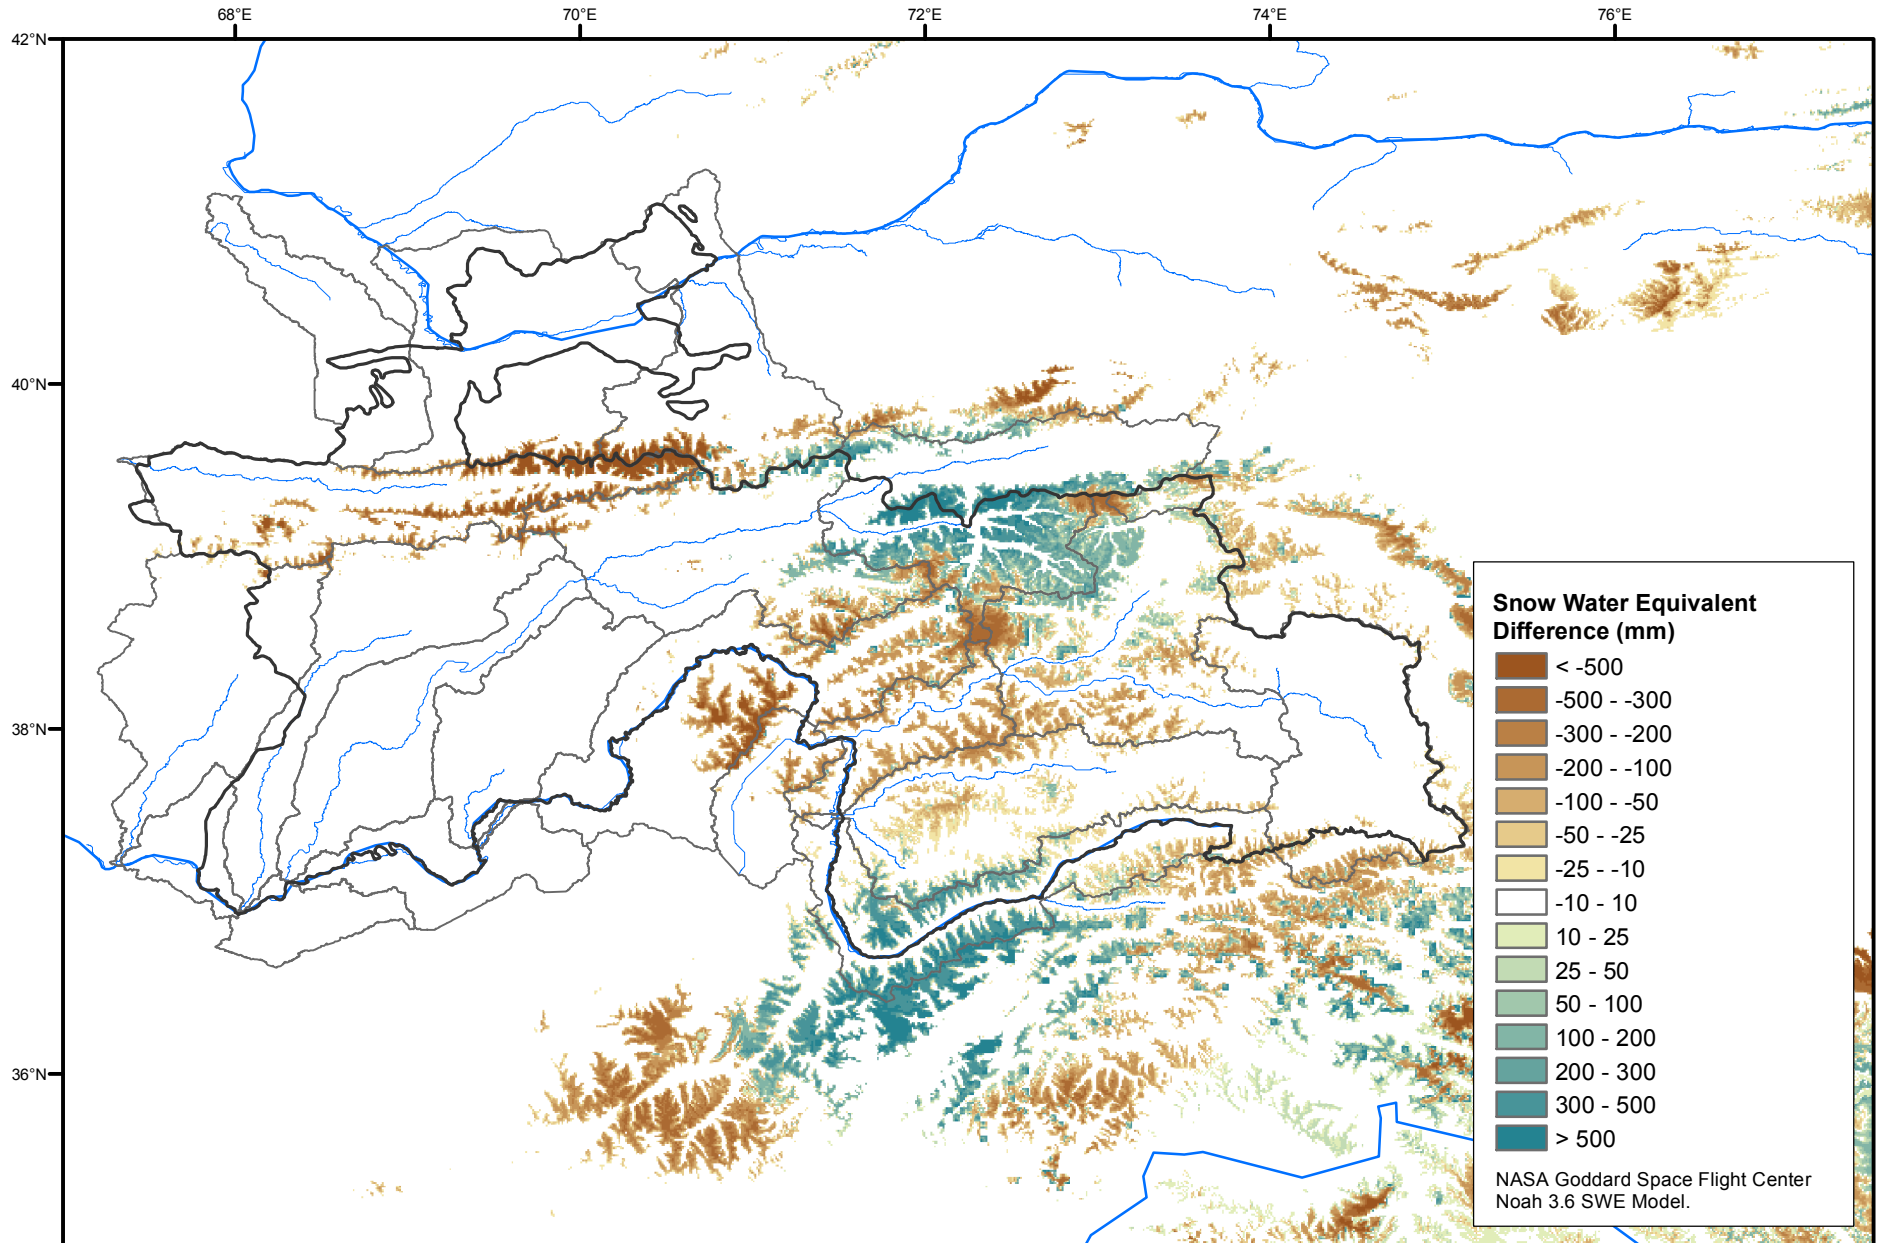 68°E 70°E 72°E 74°E 76°E
42°N
40°N
38°N
36°N
Snow Water Equivalent
Difference (mm)
< -500
-500 - -300
-300 - -200
-200 - -100
-100 - -50
-50 - -25
-25 - -10
-10 - 10
10 - 25
25 - 50
50 - 100
100 - 200
200 - 300
300 - 500
> 500
NASA Goddard Space Flight Center
Noah 3.6 SWE Model.